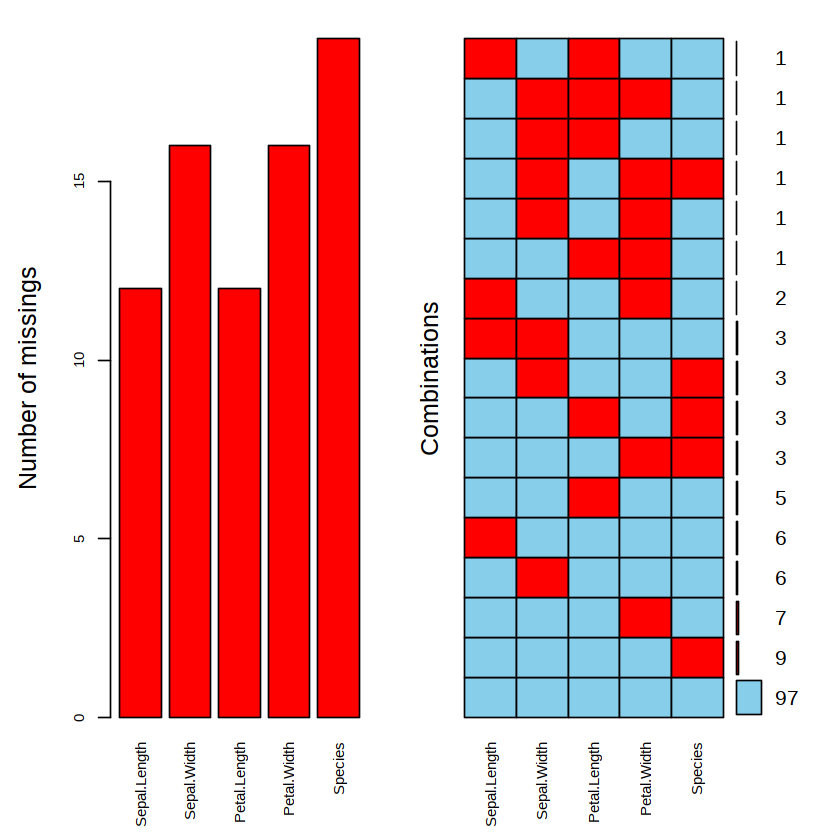 Number of missings
15
10
5
0
Sepal.Length
Sepal.Width
Petal.Length
Petal.Width
Species
Combinations
1
1
1
1
1
1
2
3
3
3
3
5
6
6
7
9
97
Sepal.Length
Sepal.Width
Petal.Length
Petal.Width
Species